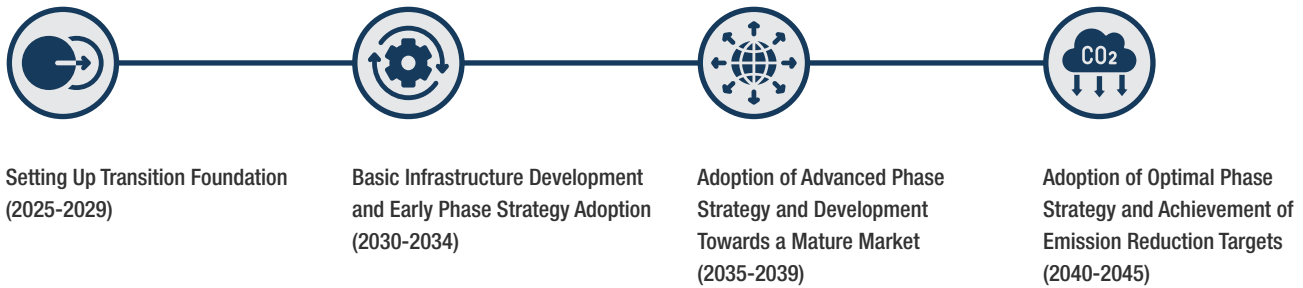 CO2
Setting Up Transition Foundation
(2025-2029)
Basic Infrastructure Development
and Early Phase Strategy Adoption
(2030-2034)
Adoption of Advanced Phase
Strategy and Development
Towards a Mature Market
(2035-2039)
Adoption of Optimal Phase
Strategy and Achievement of
Emission Reduction Targets
(2040-2045)